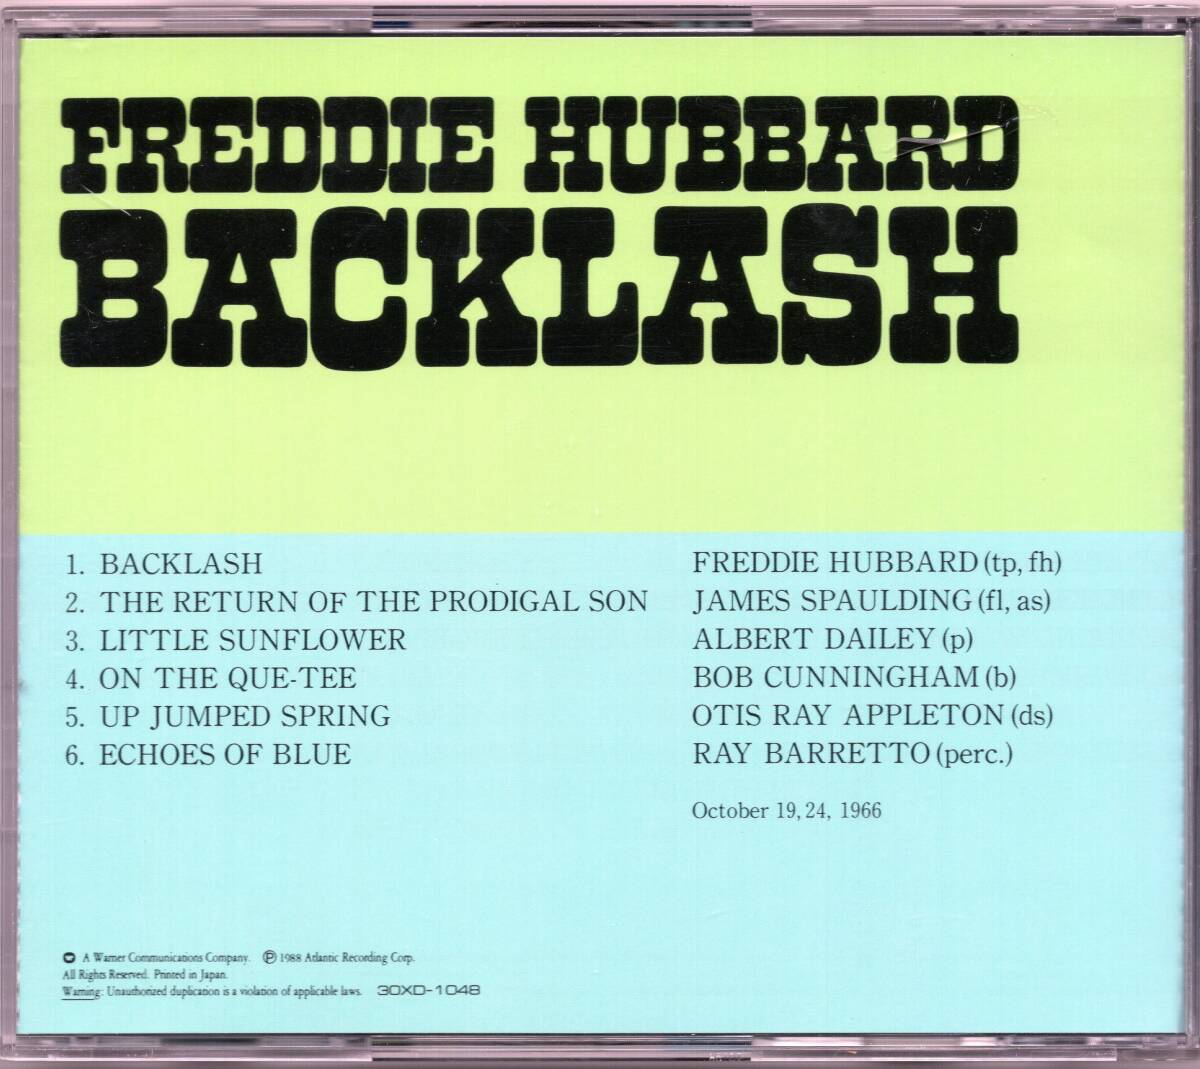 FREDDIE HUBBARD
BACKLASH
1. BACKLASH
2. THE RETURN OF THE PRODIGAL SON
3. LITTLE SUNFLOWER
4. ON THE QUE-TEE
5. UP JUMPED SPRING
6. ECHOES OF BLUE
FREDDIE HUBBARD (tp, fh)
JAMES SPAULDING (fl, as)
ALBERT DAILEY (p)
BOB CUNNINGHAM (b)
OTIS RAY APPLETON (ds)
RAY BARRETTO (perc.)
October 19, 24, 1966
A Warner Communications Company. ℗ 1988 Atlantic Recording Corp.
All Rights Reserved. Printed in Japan.
Warning: Unauthorized duplication is a violation of applicable laws. 30XD-1048